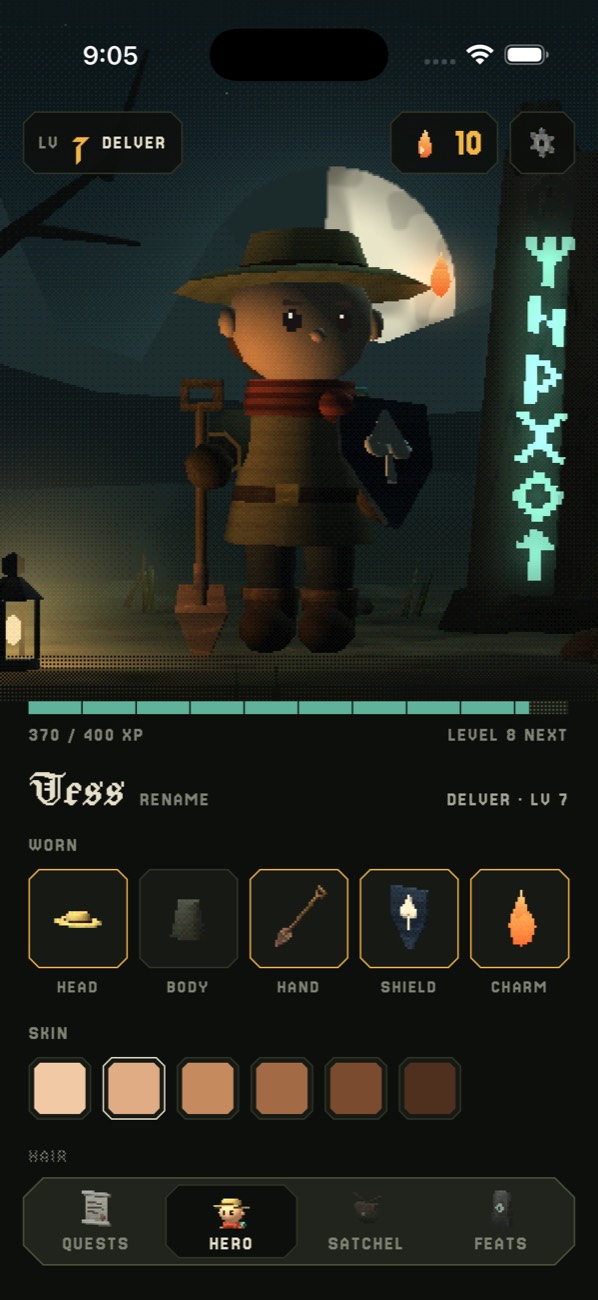 9:05
LV 7 DELVER
10
370 / 400 XP
LEVEL 8 NEXT
Tess RENAME
DELVER · LV 7
WORN
HEAD BODY HAND SHIELD CHARM
SKIN
HAIR
QUESTS HERO SATCHEL FEATS